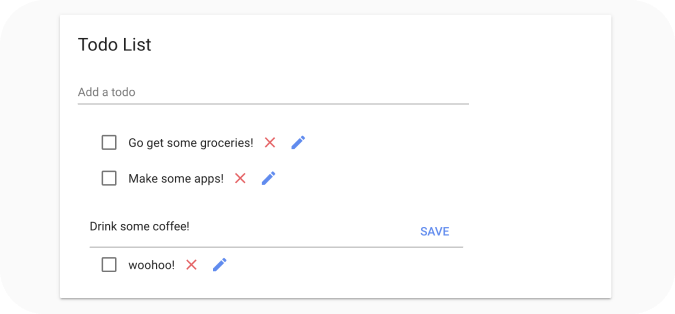 Todo List
Add a todo
Go get some groceries!
Make some apps!
Drink some coffee! SAVE
woohoo!